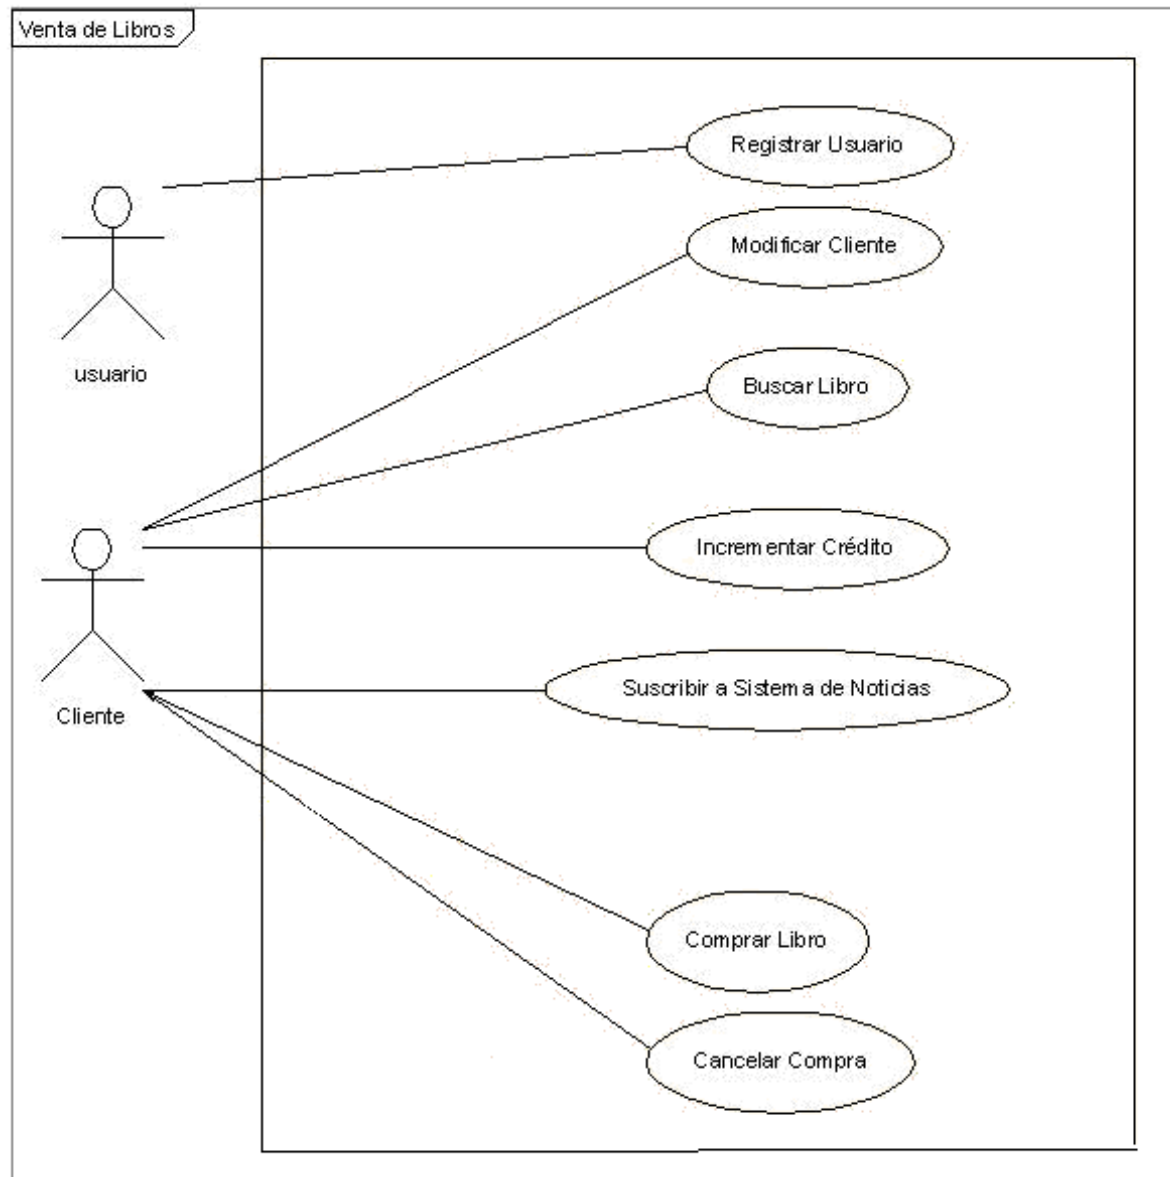 Venta de Libros
Registrar Usuario
Modificar Cliente
usuario
Buscar Libro
Incrementar Crédito
Suscribir a Sistema de Noticias
Cliente
Comprar Libro
Cancelar Compra